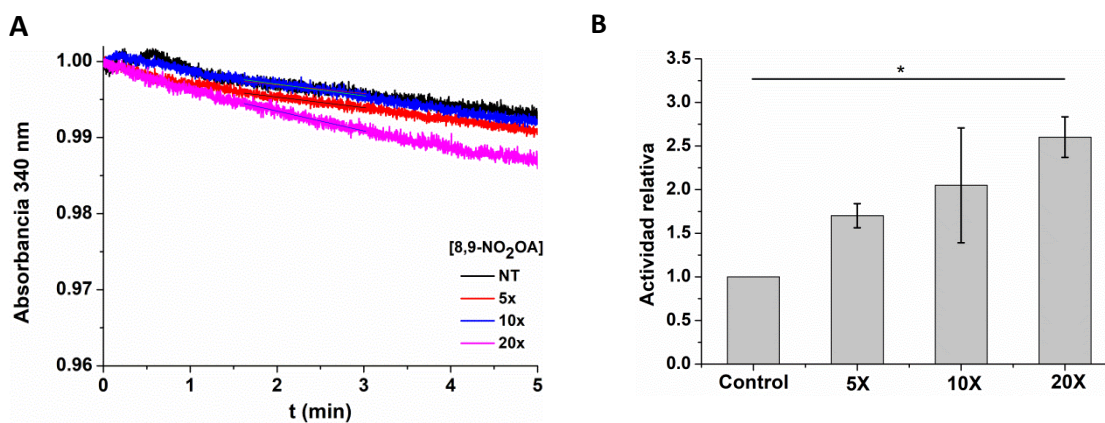 A
Absorbancia 340 nm
1.00
0.99
0.98
0.97
0.96
0
1
2
3
4
5
t (min)
[8,9-NO₂OA]
NT
5x
10x
20x
B
Actividad relativa
3.5
3.0
2.5
2.0
1.5
1.0
0.5
0.0
*
Control
5X
10X
20X